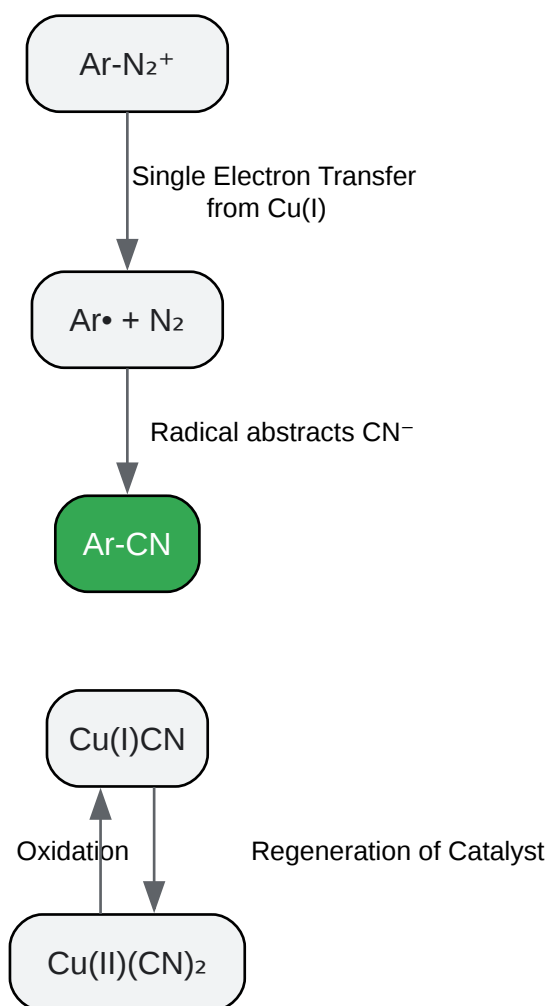 Ar-N₂⁺
Single Electron Transfer
from Cu(I)
Ar• + N₂
Radical abstracts CN⁻
Ar-CN
Cu(I)CN
Oxidation
Regeneration of Catalyst
Cu(II)(CN)₂